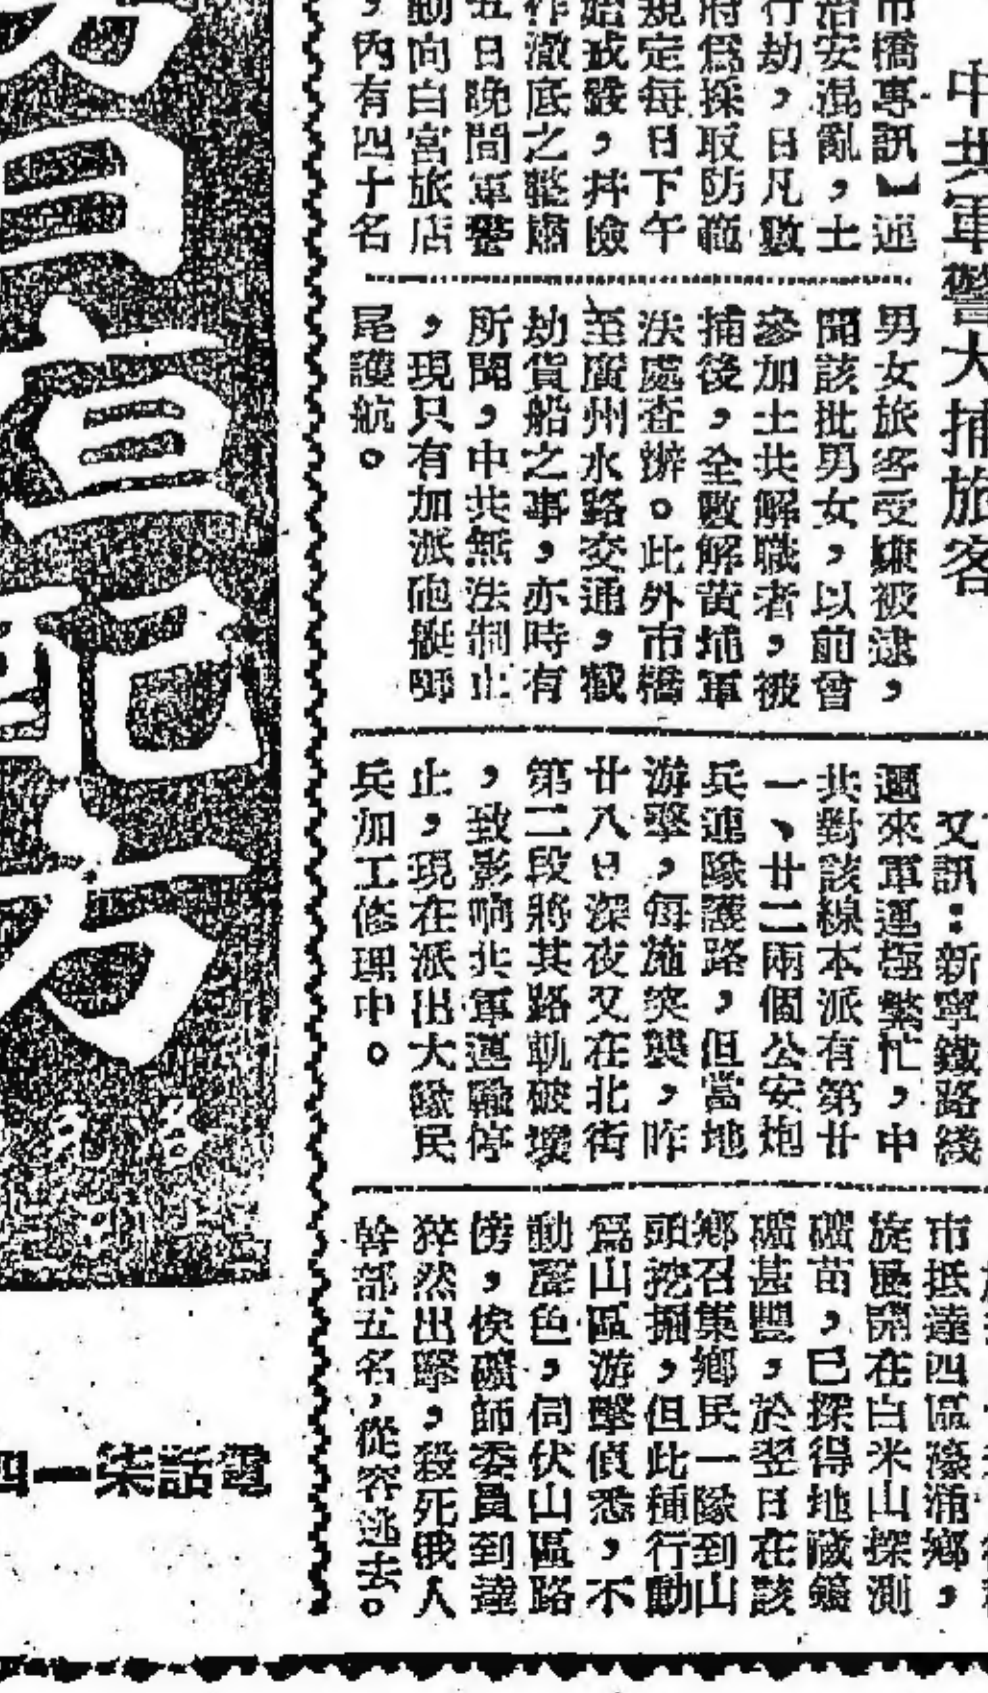 中共軍警大捕旅客
市橋專訊】近
治安混亂，土
行劫，日凡數
府為採取防範
規定每日下午
始戒嚴，并險
作澈底之整肅
五日晚間軍警
動向白宮旅店
，內有四十名
男女旅客受嫌被逮，
聞該批男女，以前曾
參加土共解職者，被
捕後，全數解黃埔軍
法處查辦。此外市橋
至廣州水路交通，截
劫貨船之事，亦時有
所聞，中共無法制止
，現只有加派砲艇
尾護航。
又訊：新寧鐵路綫
邇來軍運極繁忙，中
共對該線本派有第廿
一、廿二兩個公安炮
兵連隊護路，但當地
游擊，每施突襲，昨
廿八日深夜又在北街
第二段將其路軌破壞
，致影响共軍運輸停
止，現在派出大隊民
兵加工修理中。
市抵達四區濠涌鄉，
旋展開在白米山探測
礦苗，已探得地藏鎢
礦甚豐，於翌日在該
鄉召集鄉民一隊到山
頭挖掘，但此種行動
為山區游擊偵悉，不
動聲色，伺伏山區路
傍，俟礦師委員到達
猝然出擊，殺死俄人
幹部五名，從容逃去。
方
電話柒一四